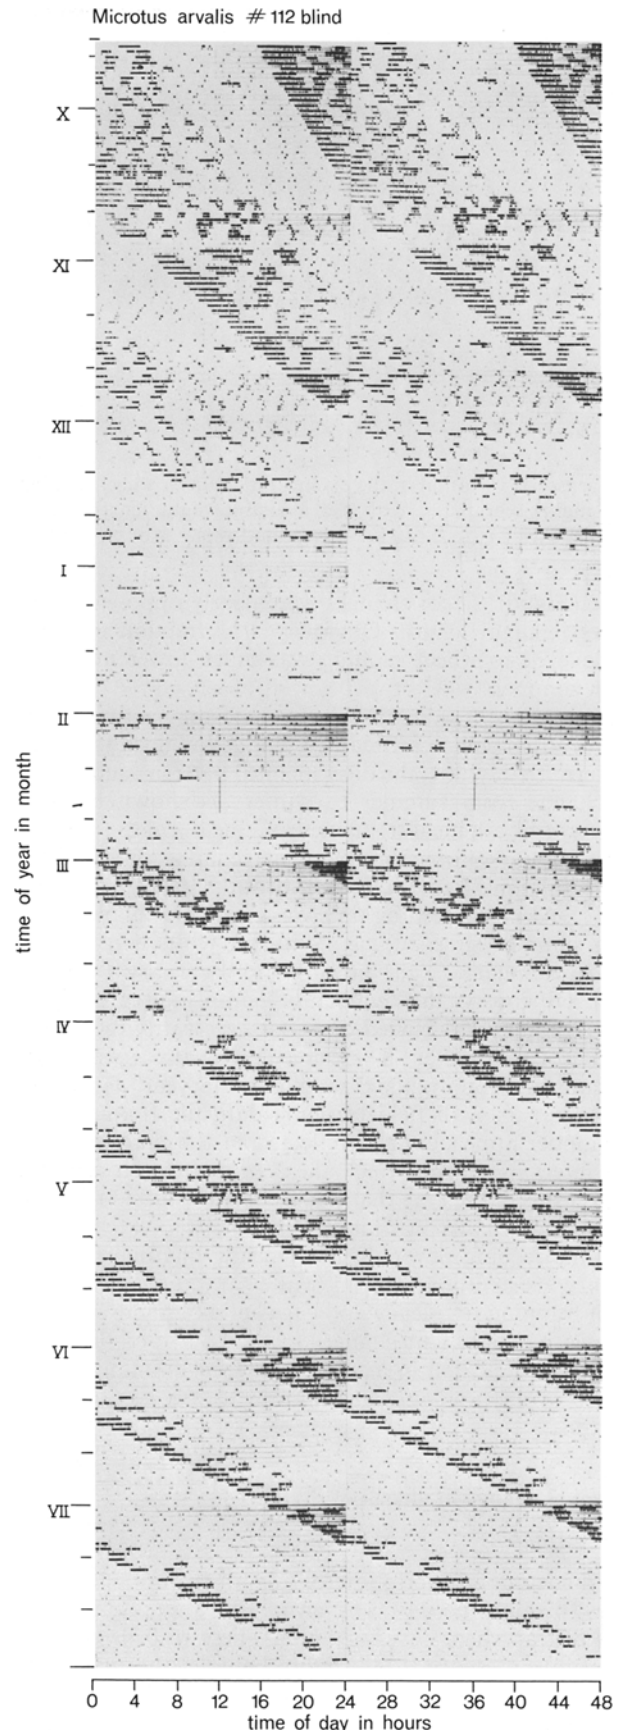 Microtus arvalis # 112 blind
X
XI
XII
I
II
III
IV
V
VI
VII
time of year in month
0 4 8 12 16 20 24 28 32 36 40 44 48
time of day in hours